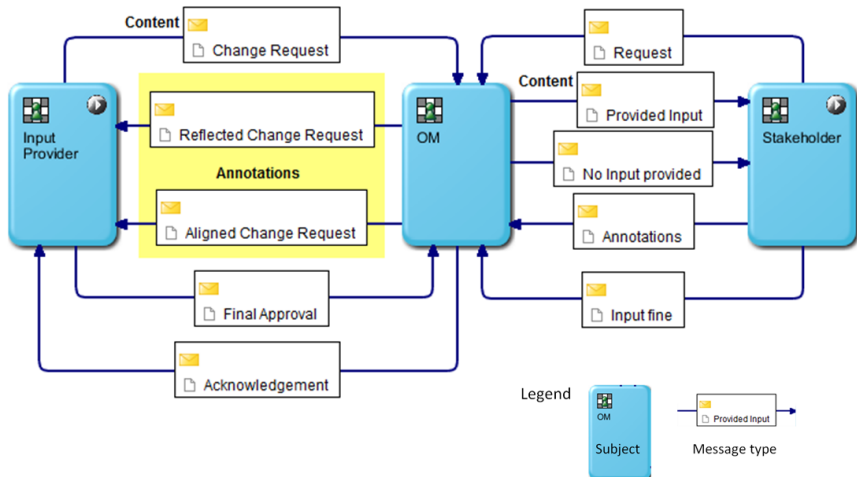 Content
Change Request
Request
Content
Input
Provider
Reflected Change Request
OM
Provided Input
Stakeholder
Annotations
No Input provided
Aligned Change Request
Annotations
Final Approval
Input fine
Acknowledgement
Legend
OM
Subject
Provided Input
Message type